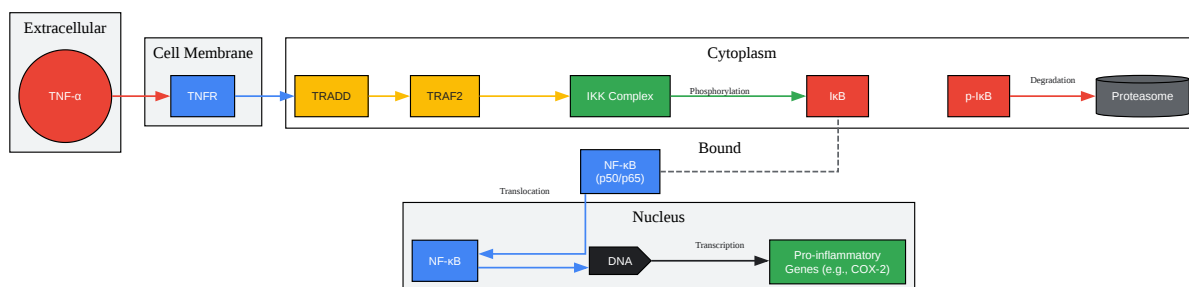 Extracellular
Cell Membrane
Cytoplasm
TNF-α
TNFR
TRADD
TRAF2
IKK Complex
Phosphorylation
IκB
p-IκB
Degradation
Proteasome
Bound
NF-κB
(p50/p65)
Translocation
Nucleus
NF-κB
DNA
Transcription
Pro-inflammatory
Genes (e.g., COX-2)